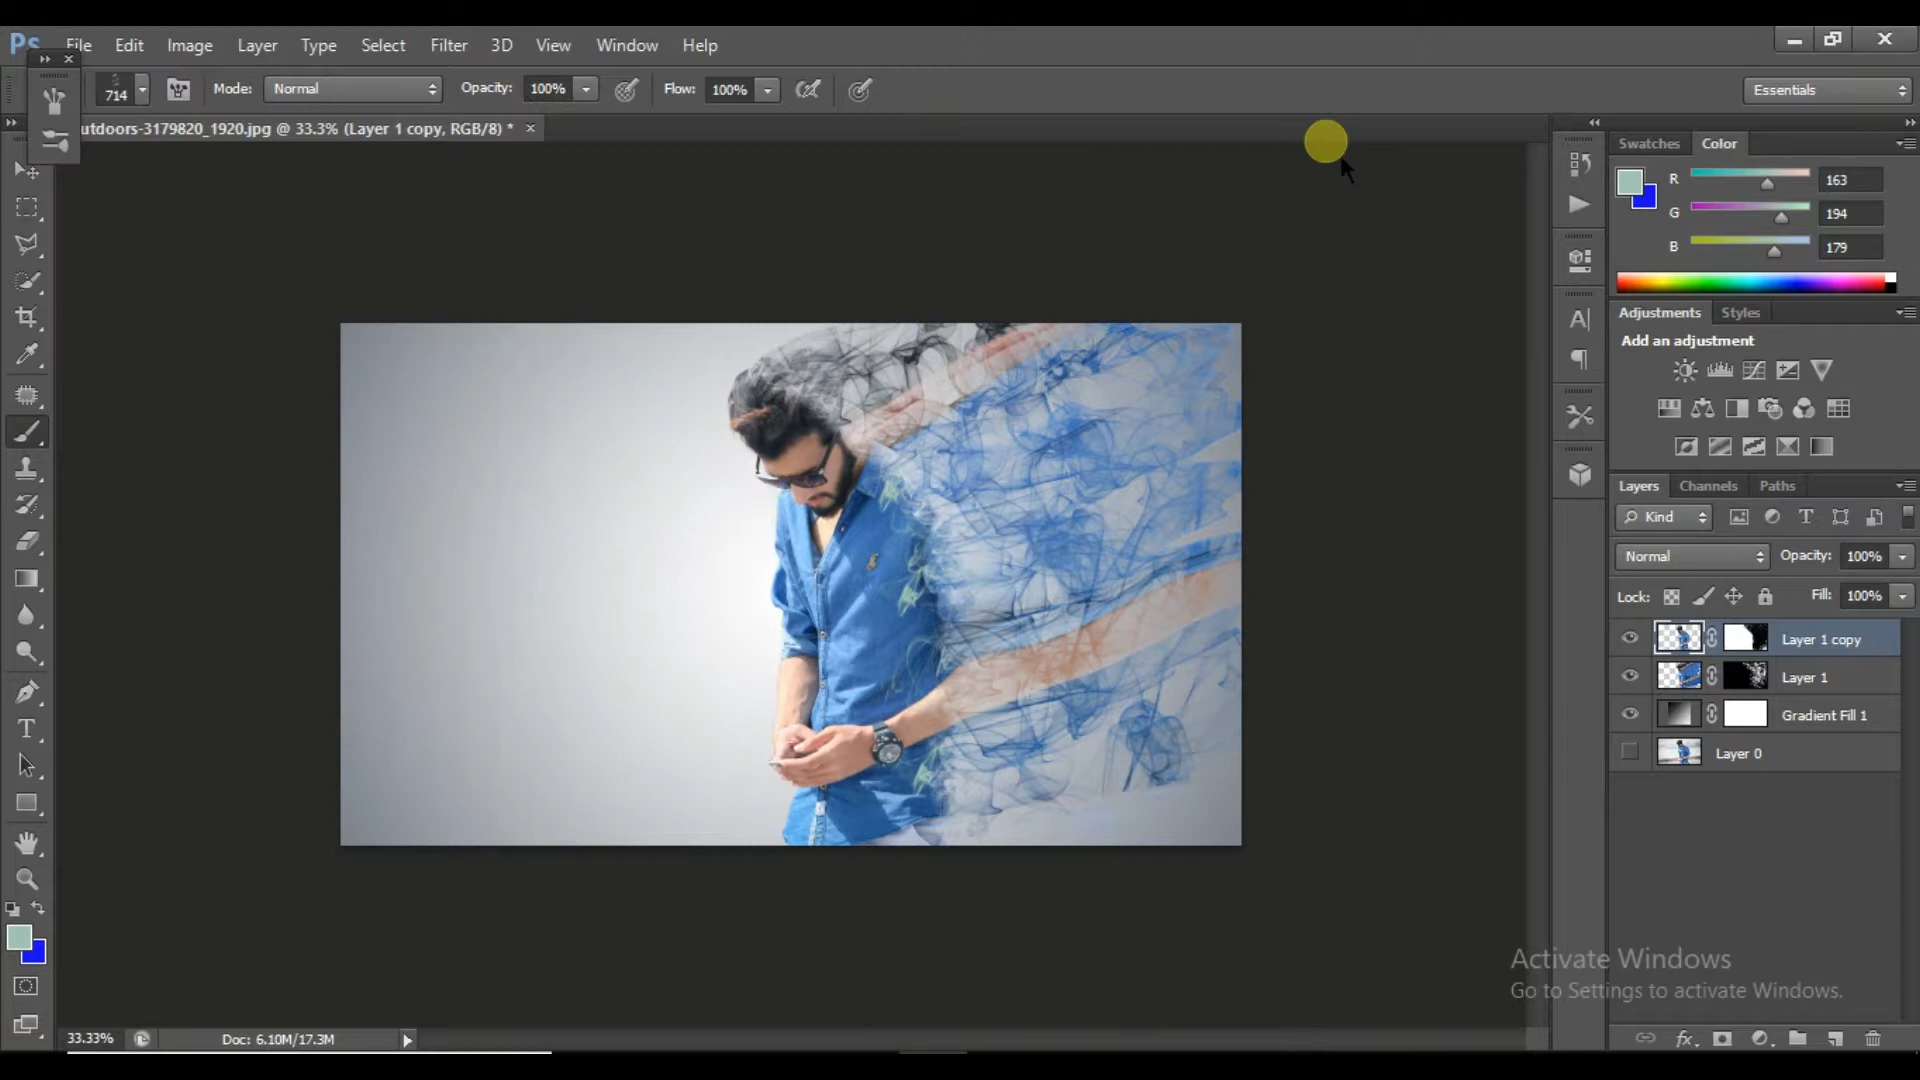 Ps File Edit Image Layer Type Select Filter 3D View Window Help
714 Mode: Normal Opacity: 100% Flow: 100% Essentials
utdoors-3179820_1920.jpg @ 33.3% (Layer 1 copy, RGB/8) * ×
Swatches Color
R 163
G 194
B 179
Adjustments Styles
Add an adjustment
Layers Channels Paths
Kind
Normal Opacity: 100%
Lock: Fill: 100%
Layer 1 copy
Layer 1
Gradient Fill 1
Layer 0
Activate Windows
Go to Settings to activate Windows.
33.33% Doc: 6.10M/17.3M